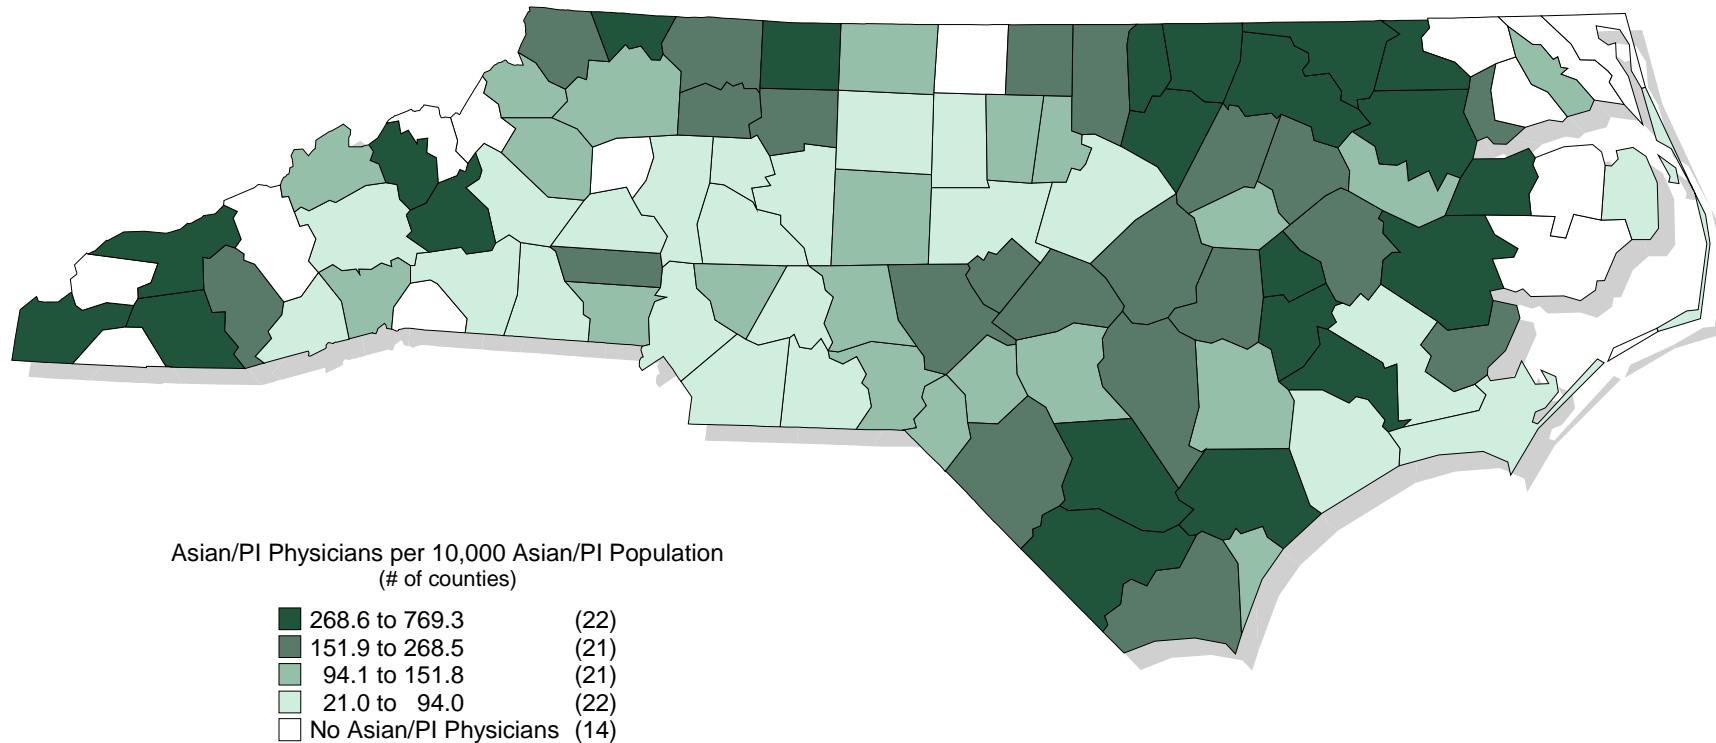 Asian/PI Physicians per 10,000 Asian/PI Population
(# of counties)
268.6 to 769.3 (22)
151.9 to 268.5 (21)
94.1 to 151.8 (21)
21.0 to 94.0 (22)
No Asian/PI Physicians (14)